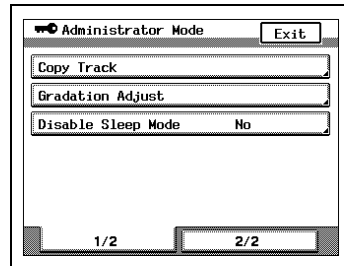 Administrator Mode Exit
Copy Track
Gradation Adjust
Disable Sleep Mode No
1/2 2/2